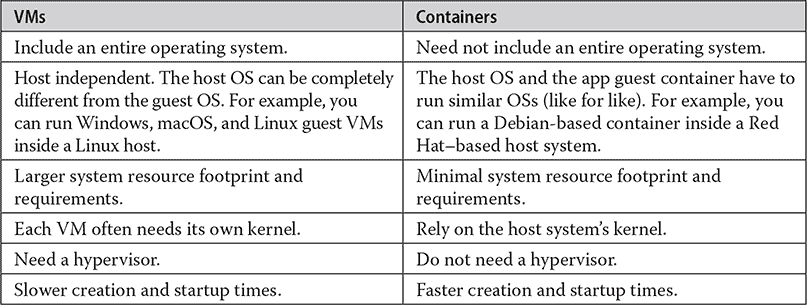 VMs
Containers
Include an entire operating system.
Need not include an entire operating system.
Host independent. The host OS can be completely
different from the guest OS. For example, you
can run Windows, macOS, and Linux guest VMs
inside a Linux host.
The host OS and the app guest container have to
run similar OSs (like for like). For example, you
can run a Debian-based container inside a Red
Hat–based host system.
Larger system resource footprint and
requirements.
Minimal system resource footprint and
requirements.
Each VM often needs its own kernel.
Rely on the host system’s kernel.
Need a hypervisor.
Do not need a hypervisor.
Slower creation and startup times.
Faster creation and startup times.